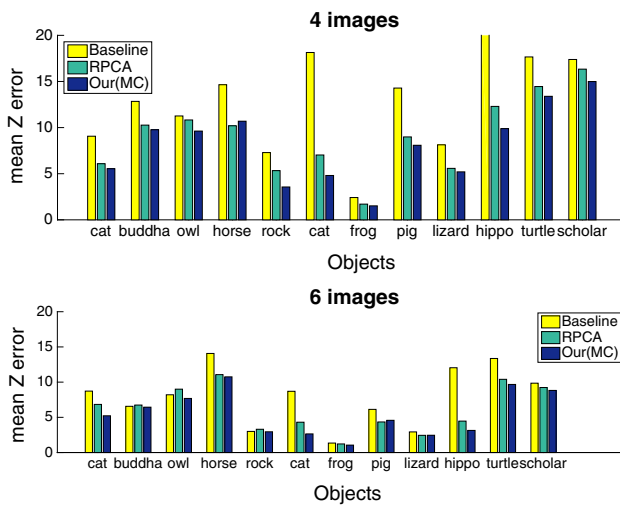 4 images
20
15
10
5
0
mean Z error
Baseline
RPCA
Our(MC)
cat buddha owl horse rock cat frog pig lizard hippo turtle scholar
Objects
6 images
20
15
10
5
0
mean Z error
Baseline
RPCA
Our(MC)
cat buddha owl horse rock cat frog pig lizard hippo turtle scholar
Objects